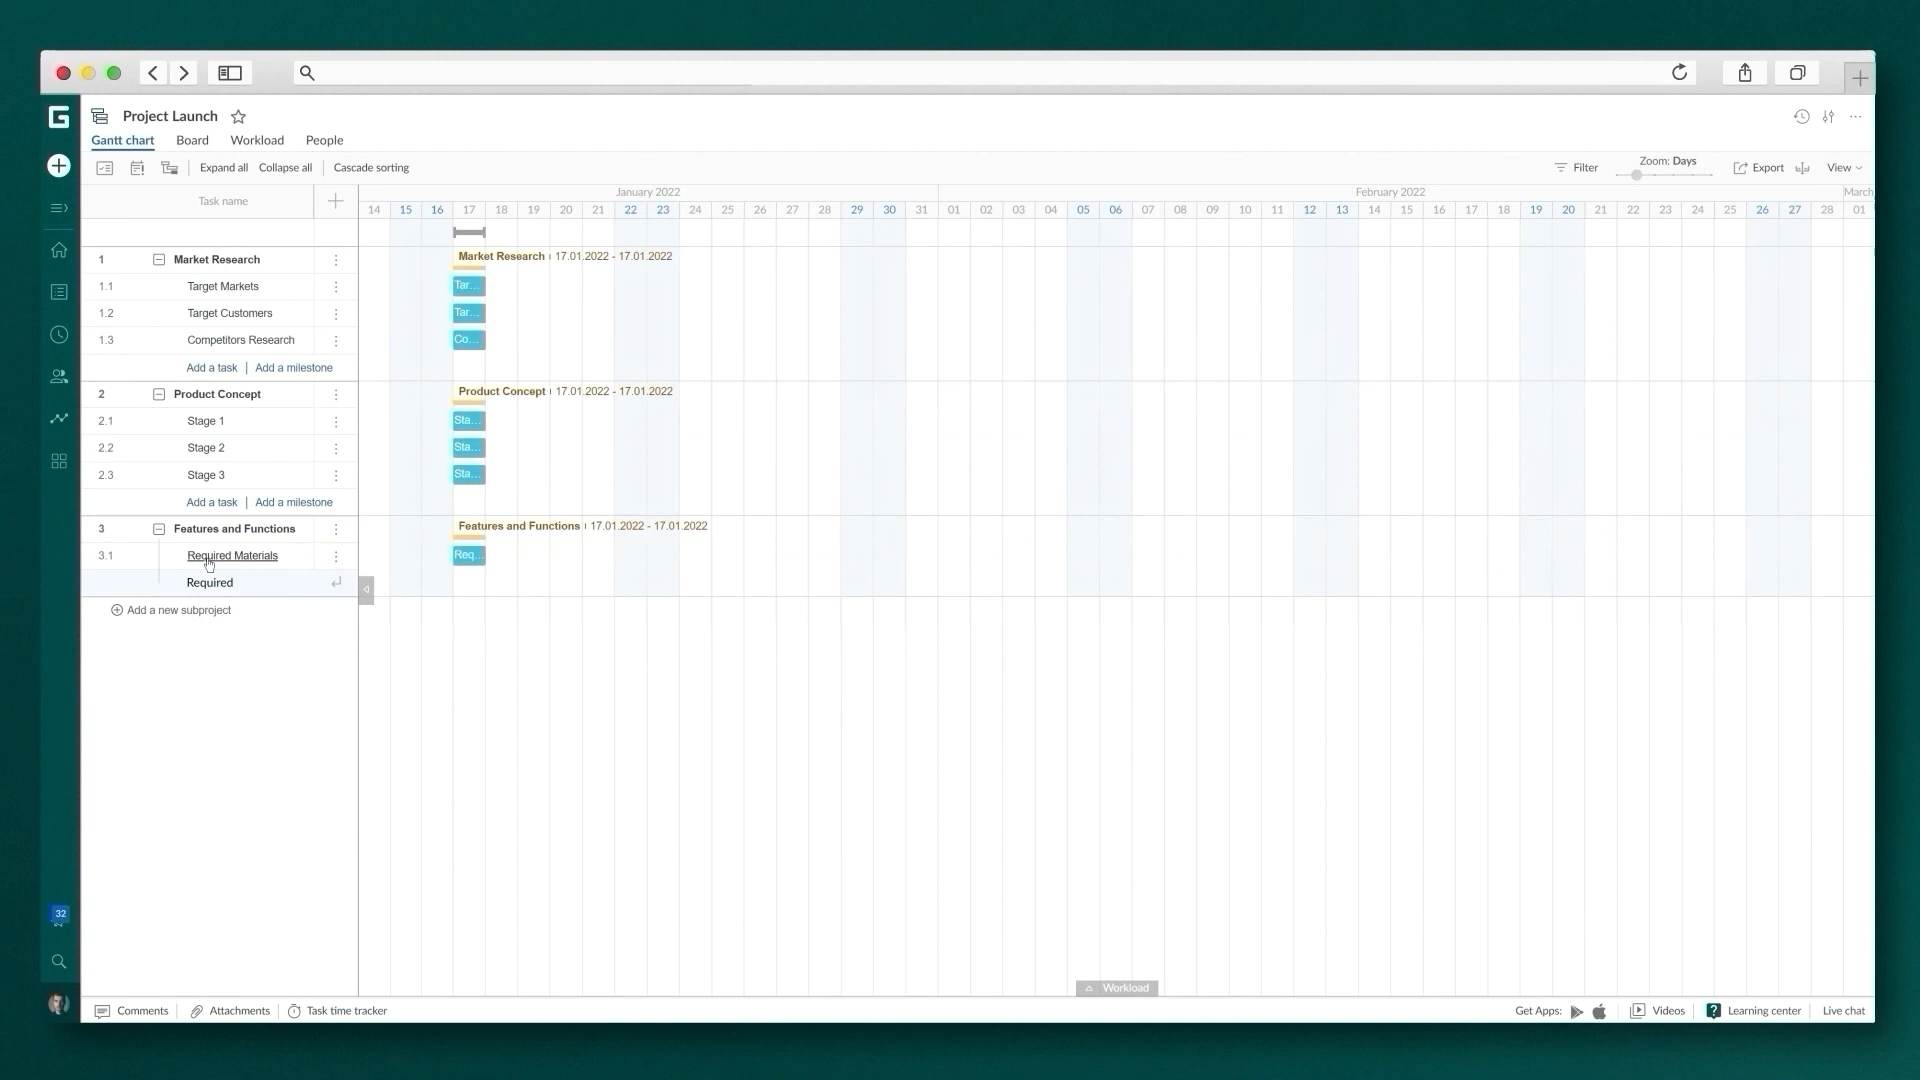 Project Launch
Gantt chart Board Workload People
Expand all Collapse all Cascade sorting Filter Zoom: Days Export View
Task name January 2022 February 2022 March
14 15 16 17 18 19 20 21 22 23 24 25 26 27 28 29 30 31 01 02 03 04 05 06 07 08 09 10 11 12 13 14 15 16 17 18 19 20 21 22 23 24 25 26 27 28 01
1 Market Research Market Research 17.01.2022 - 17.01.2022
1.1 Target Markets Tar...
1.2 Target Customers Tar...
1.3 Competitors Research Co...
Add a task | Add a milestone
2 Product Concept Product Concept 17.01.2022 - 17.01.2022
2.1 Stage 1 Sta...
2.2 Stage 2 Sta...
2.3 Stage 3 Sta...
Add a task | Add a milestone
3 Features and Functions Features and Functions 17.01.2022 - 17.01.2022
3.1 Required Materials Req...
Required
Add a new subproject
32
Workload
Comments Attachments Task time tracker Get Apps: Videos ? Learning center Live chat